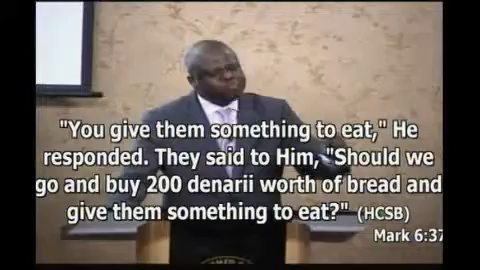 "You give them something to eat," He
responded. They said to Him, "Should we
go and buy 200 denarii worth of bread and
give them something to eat?" (HCSB)
Mark 6:37